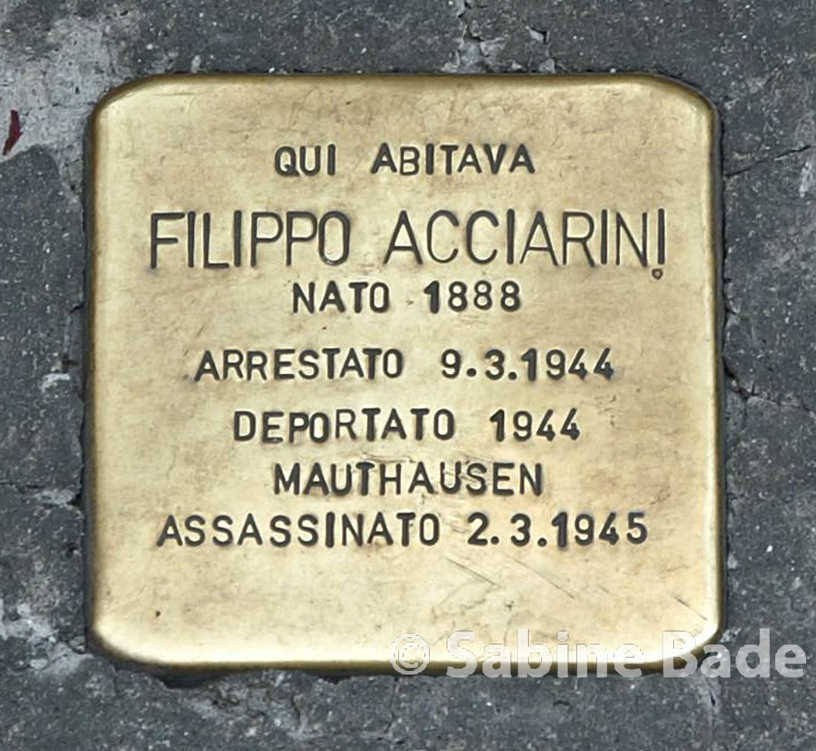 QUI ABITAVA
FILIPPO ACCIARINI
NATO 1888
ARRESTATO 9.3.1944
DEPORTATO 1944
MAUTHAUSEN
ASSASSINATO 2.3.1945
© Sabine Bade